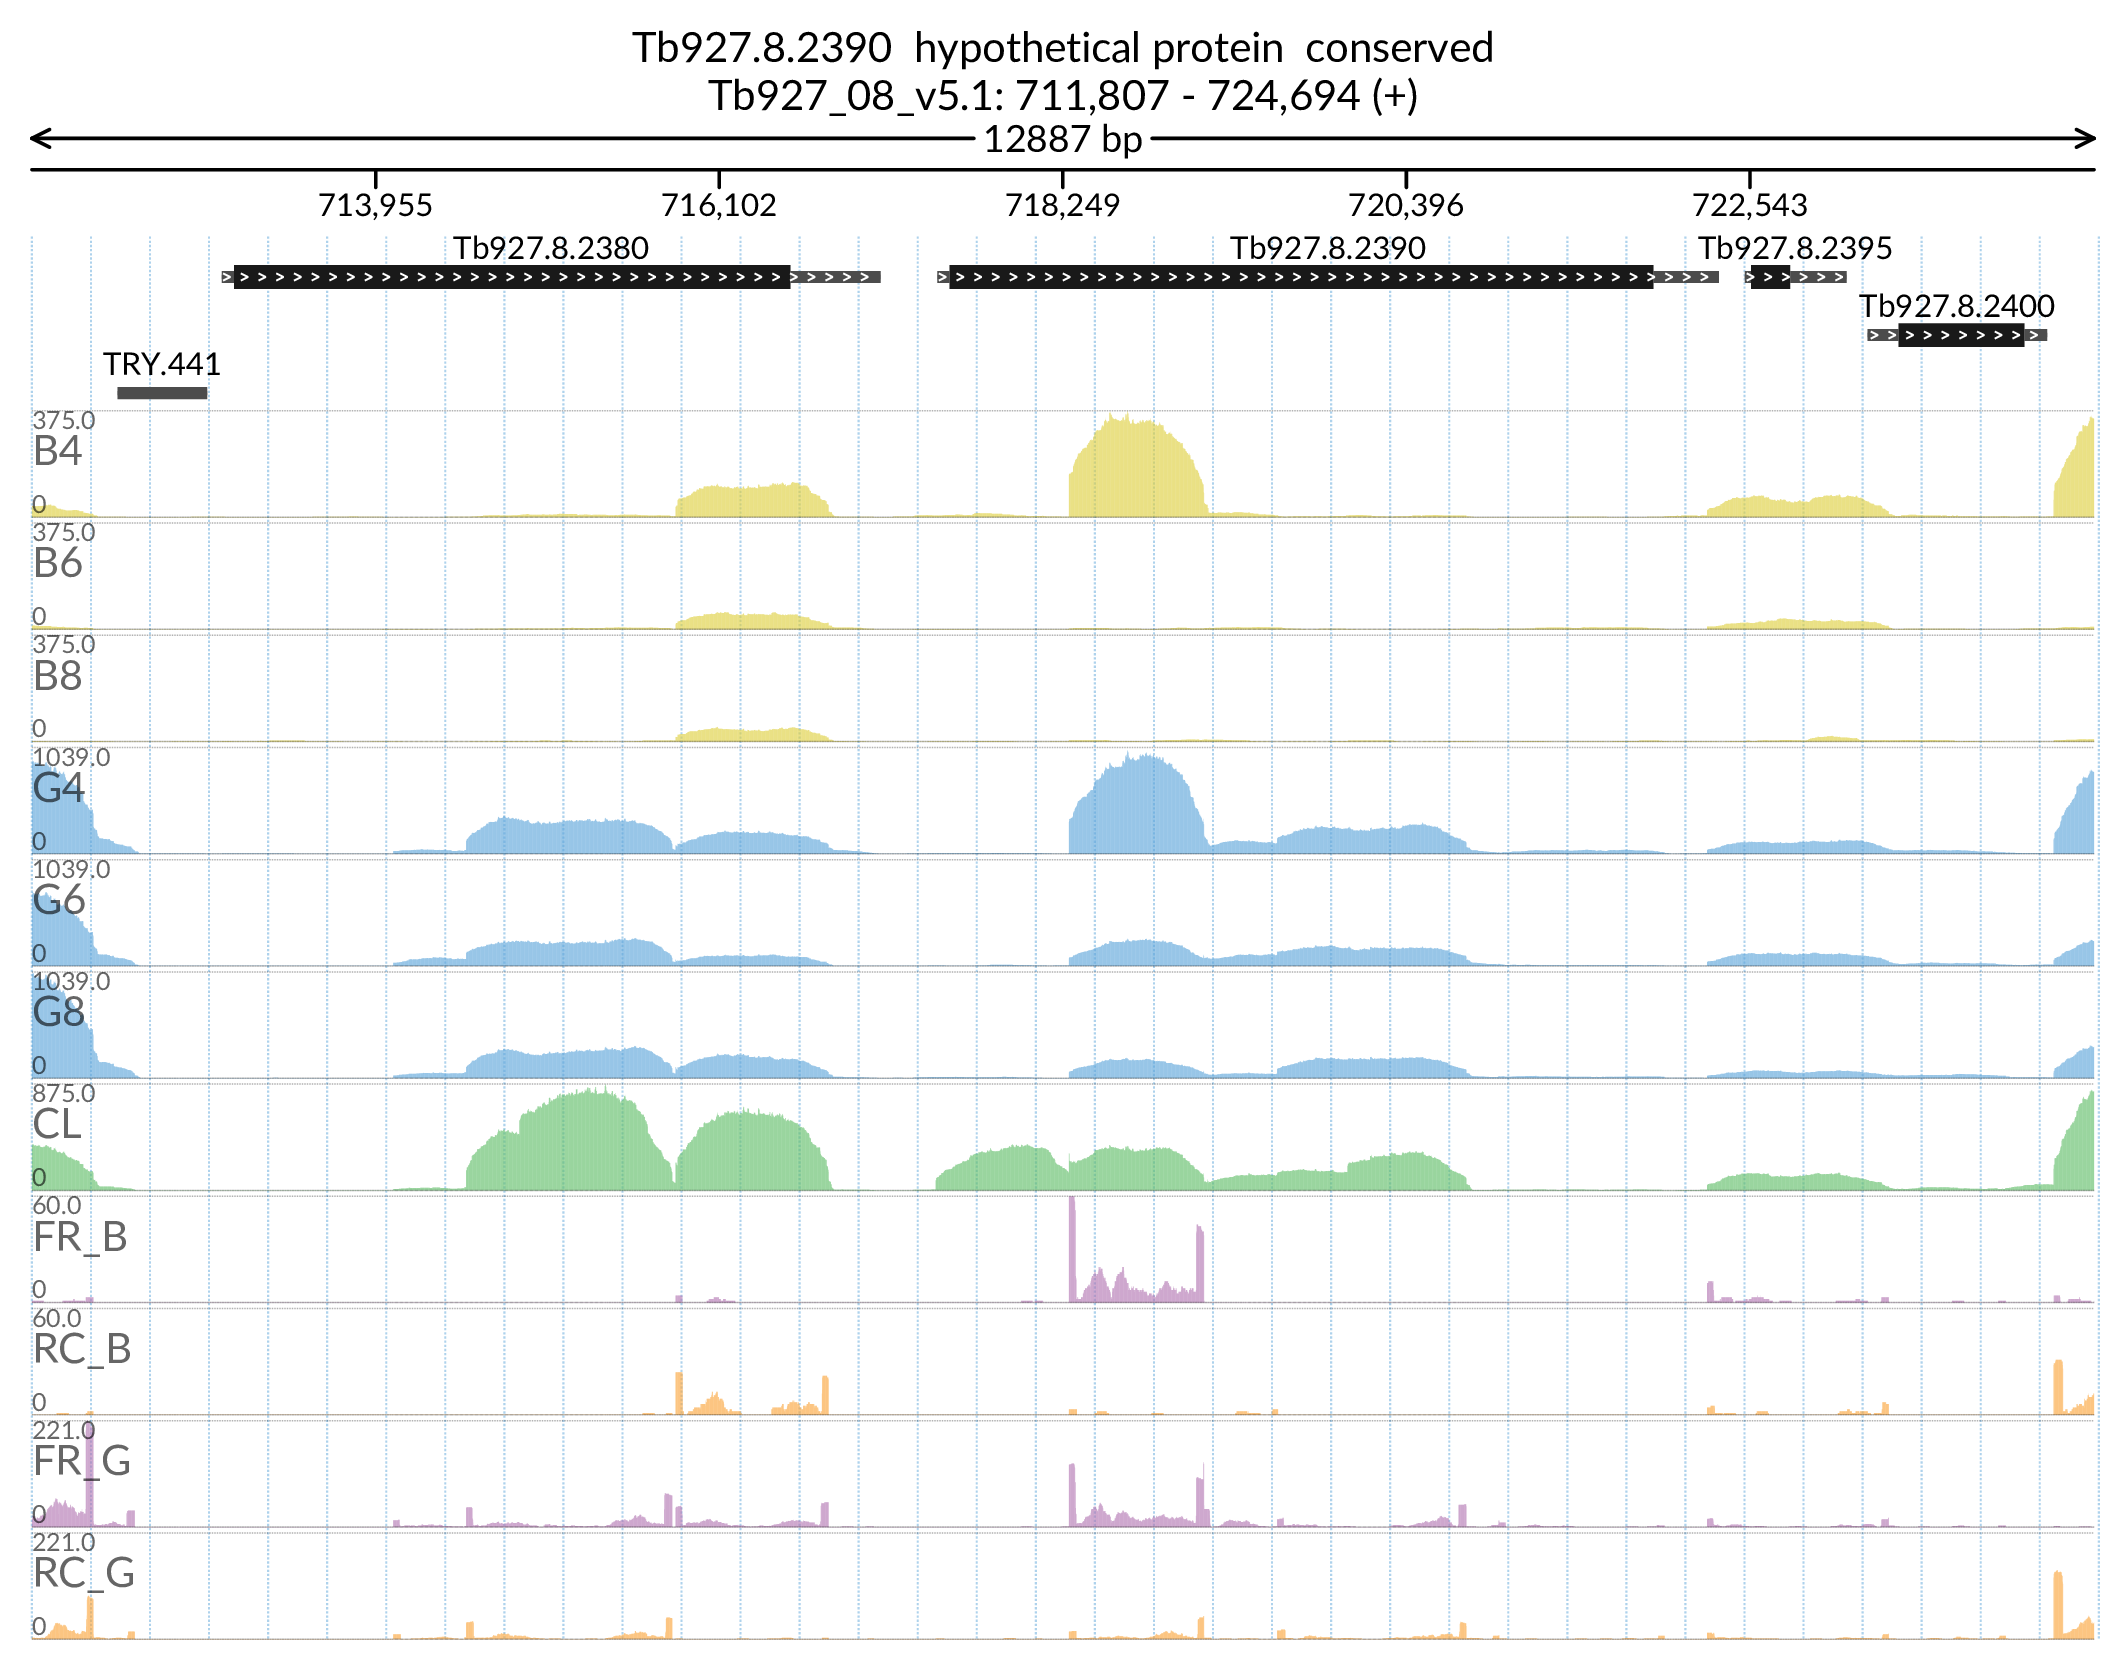 Tb927.8.2390  hypothetical protein  conserved
Tb927_08_v5.1: 711,807 - 724,694 (+)
12887 bp
713,955 716,102 718,249 720,396 722,543
Tb927.8.2380 Tb927.8.2390 Tb927.8.2395
Tb927.8.2400
TRY.441
375.0
B4
0
375.0
B6
0
375.0
B8
0
1039.0
G4
0
1039.0
G6
0
1039.0
G8
0
875.0
CL
0
60.0
FR_B
0
60.0
RC_B
0
221.0
FR_G
0
221.0
RC_G
0